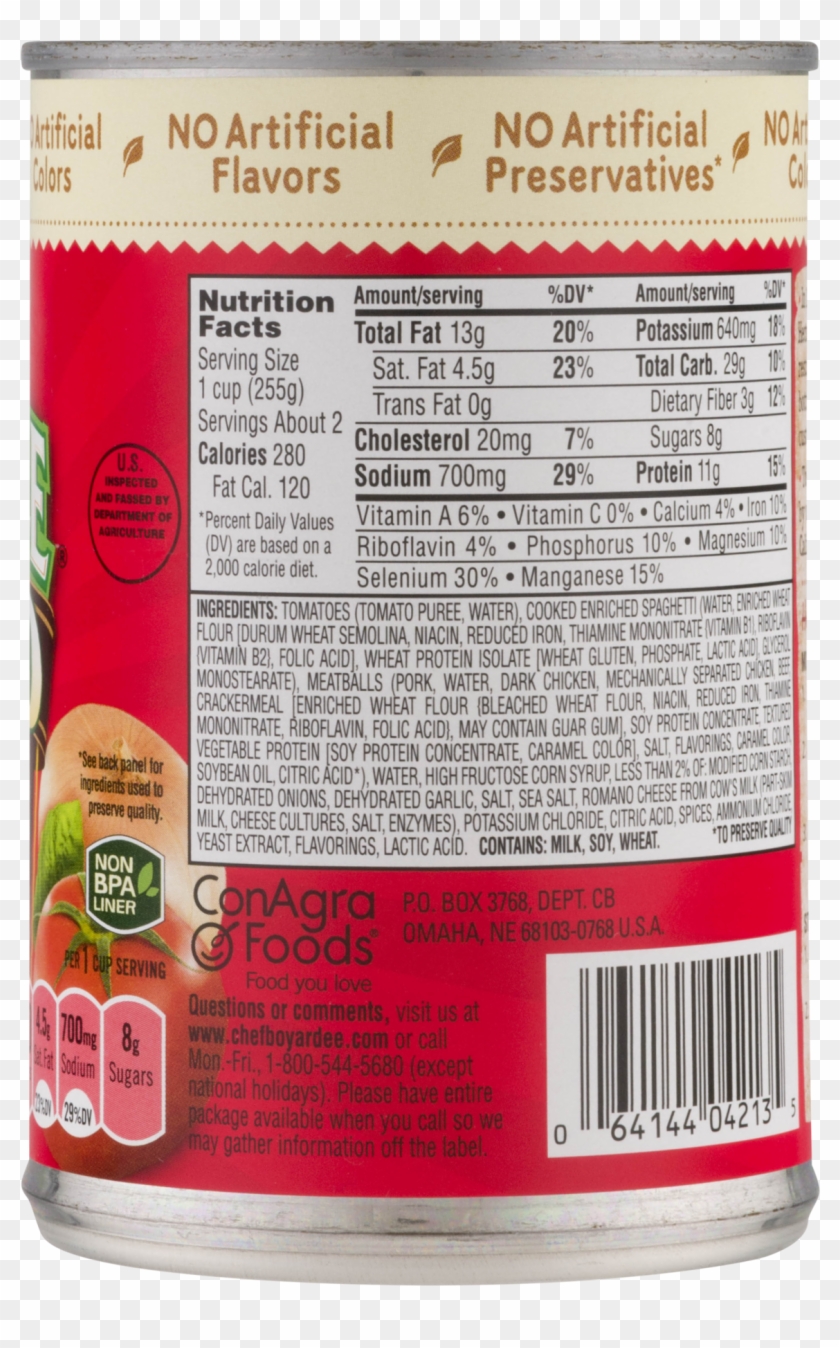 Artificial
Colors
NO Artificial
Flavors
NO Artificial
Preservatives*
NO
Nutrition
Facts
Serving Size
1 cup (255g)
Servings About 2
Calories 280
Fat Cal. 120
*Percent Daily Values
(DV) are based on a
2,000 calorie diet.
Amount/serving %DV* Amount/serving %DV*
Total Fat 13g 20% Potassium 640mg 18%
Sat. Fat 4.5g 23% Total Carb. 29g 10%
Trans Fat 0g Dietary Fiber 3g 12%
Cholesterol 20mg 7% Sugars 8g
Sodium 700mg 29% Protein 11g 15%
Vitamin A 6% • Vitamin C 0% • Calcium 4% • Iron 10%
Riboflavin 4% • Phosphorus 10% • Magnesium 10%
Selenium 30% • Manganese 15%
INGREDIENTS: TOMATOES (TOMATO PUREE, WATER), COOKED ENRICHED SPAGHETTI (WATER, ENRICHED WHEAT
FLOUR [DURUM WHEAT SEMOLINA, NIACIN, REDUCED IRON, THIAMINE MONONITRATE (VITAMIN B1), RIBOFLAVIN
(VITAMIN B2), FOLIC ACID], WHEAT PROTEIN ISOLATE [WHEAT GLUTEN, PHOSPHATE, LACTIC ACID], GLYCEROL
MONOSTEARATE), MEATBALLS (PORK, WATER, DARK CHICKEN, MECHANICALLY SEPARATED CHICKEN, BEEF,
CRACKERMEAL [ENRICHED WHEAT FLOUR {BLEACHED WHEAT FLOUR, NIACIN, REDUCED IRON, THIAMINE
MONONITRATE, RIBOFLAVIN, FOLIC ACID}, MAY CONTAIN GUAR GUM], SOY PROTEIN CONCENTRATE, TEXTURED
VEGETABLE PROTEIN [SOY PROTEIN CONCENTRATE, CARAMEL COLOR], SALT, FLAVORINGS, CARAMEL COLOR,
SOYBEAN OIL, CITRIC ACID*), WATER, HIGH FRUCTOSE CORN SYRUP, LESS THAN 2% OF: MODIFIED CORN STARCH,
DEHYDRATED ONIONS, DEHYDRATED GARLIC, SALT, SEA SALT, ROMANO CHEESE FROM COW'S MILK (PART-SKIM
MILK, CHEESE CULTURES, SALT, ENZYMES), POTASSIUM CHLORIDE, CITRIC ACID, SPICES, AMMONIUM CHLORIDE,
YEAST EXTRACT, FLAVORINGS, LACTIC ACID. CONTAINS: MILK, SOY, WHEAT. *TO PRESERVE QUALITY
U.S.
INSPECTED
AND PASSED BY
DEPARTMENT OF
AGRICULTURE
E®
*See back panel for
ingredients used to
preserve quality.
NON
BPA
LINER
PER 1 CUP SERVING
4.5g
Sat. Fat
23%DV
700mg
Sodium
29%DV
8g
Sugars
ConAgra
Foods®
Food you love
P.O. BOX 3768, DEPT. CB
OMAHA, NE 68103-0768 U.S.A.
Questions or comments, visit us at
www.chefboyardee.com or call
Mon.-Fri., 1-800-544-5680 (except
national holidays). Please have entire
package available when you call so we
may gather information off the label.
0 64144 04213 5